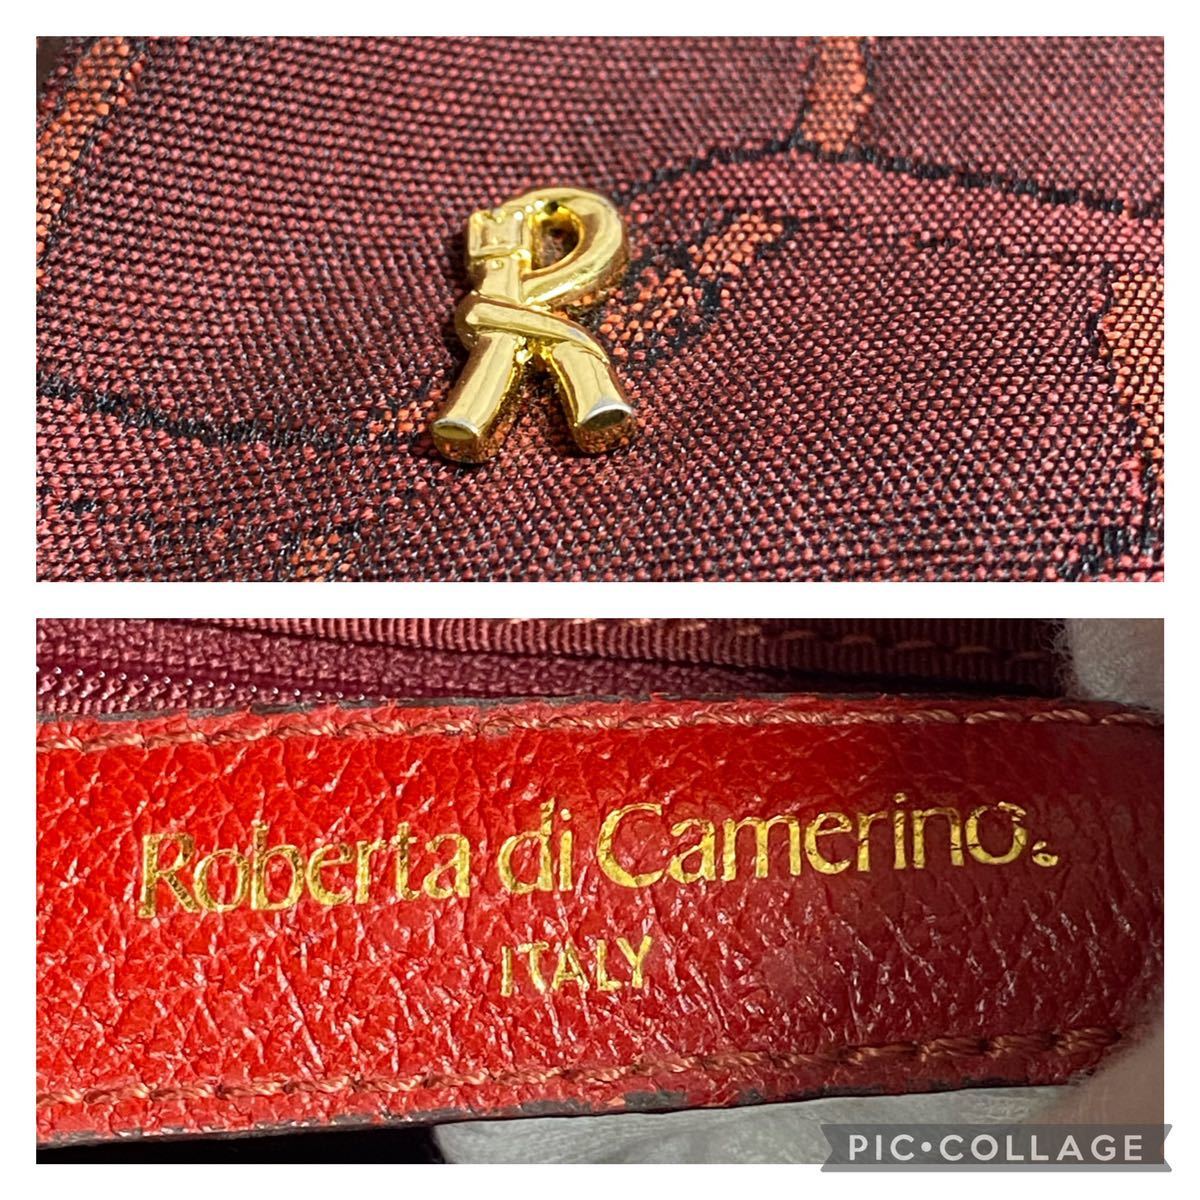 Roberta di Camerino.
ITALY
PIC•COLLAGE